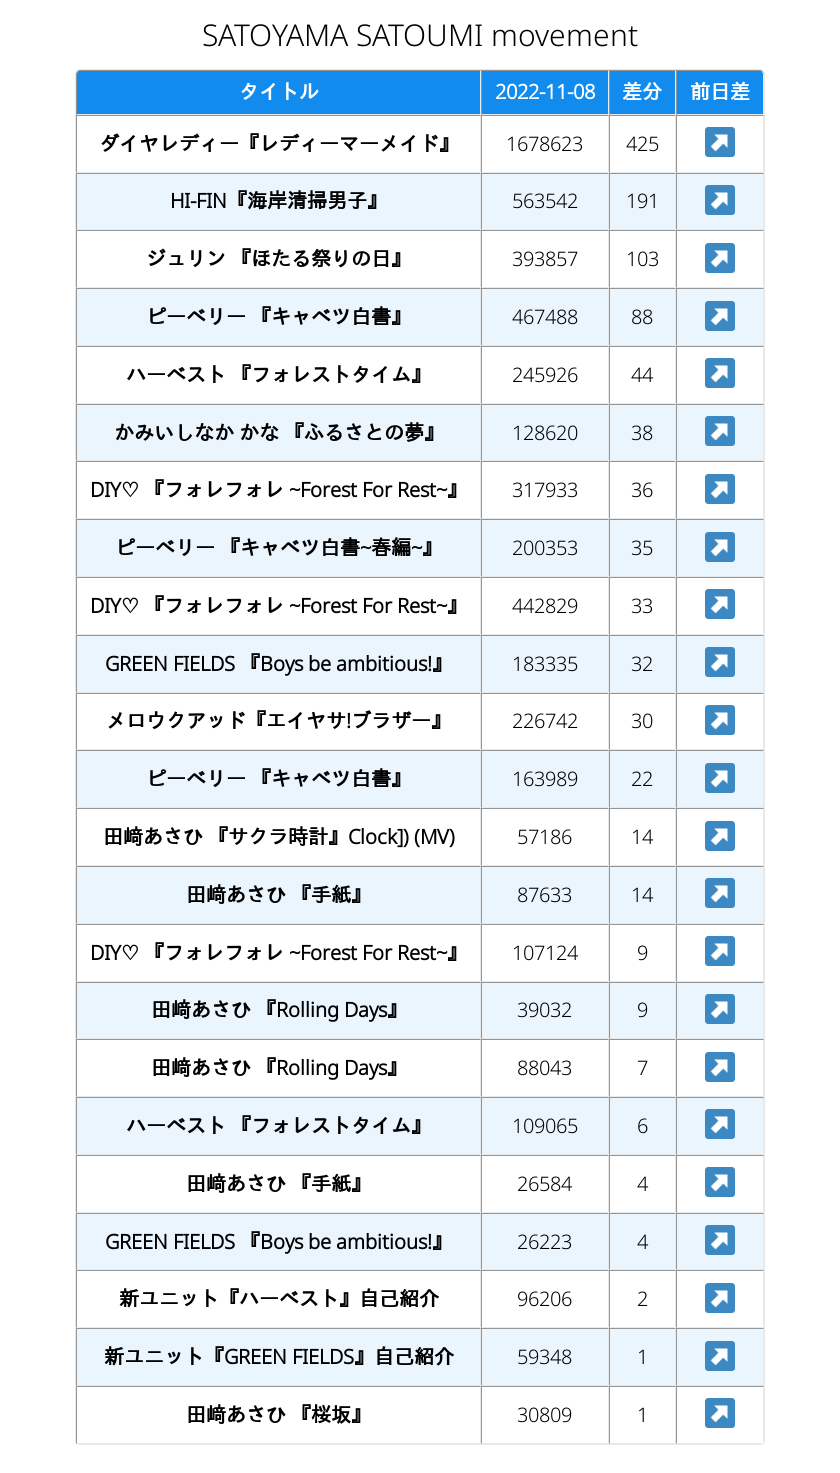 SATOYAMA SATOUMI movement
タイトル 2022-11-08 差分 前日差
ダイヤレディー『レディーマーメイド』 1678623 425
HI-FIN『海岸清掃男子』 563542 191
ジュリン 『ほたる祭りの日』 393857 103
ピーベリー 『キャベツ白書』 467488 88
ハーベスト 『フォレストタイム』 245926 44
かみいしなか かな 『ふるさとの夢』 128620 38
DIY♡ 『フォレフォレ ~Forest For Rest~』 317933 36
ピーベリー 『キャベツ白書~春編~』 200353 35
DIY♡ 『フォレフォレ ~Forest For Rest~』 442829 33
GREEN FIELDS 『Boys be ambitious!』 183335 32
メロウクアッド『エイヤサ!ブラザー』 226742 30
ピーベリー 『キャベツ白書』 163989 22
田﨑あさひ 『サクラ時計』Clock]) (MV) 57186 14
田﨑あさひ 『手紙』 87633 14
DIY♡ 『フォレフォレ ~Forest For Rest~』 107124 9
田﨑あさひ 『Rolling Days』 39032 9
田﨑あさひ 『Rolling Days』 88043 7
ハーベスト 『フォレストタイム』 109065 6
田﨑あさひ 『手紙』 26584 4
GREEN FIELDS 『Boys be ambitious!』 26223 4
新ユニット『ハーベスト』自己紹介 96206 2
新ユニット『GREEN FIELDS』自己紹介 59348 1
田﨑あさひ 『桜坂』 30809 1